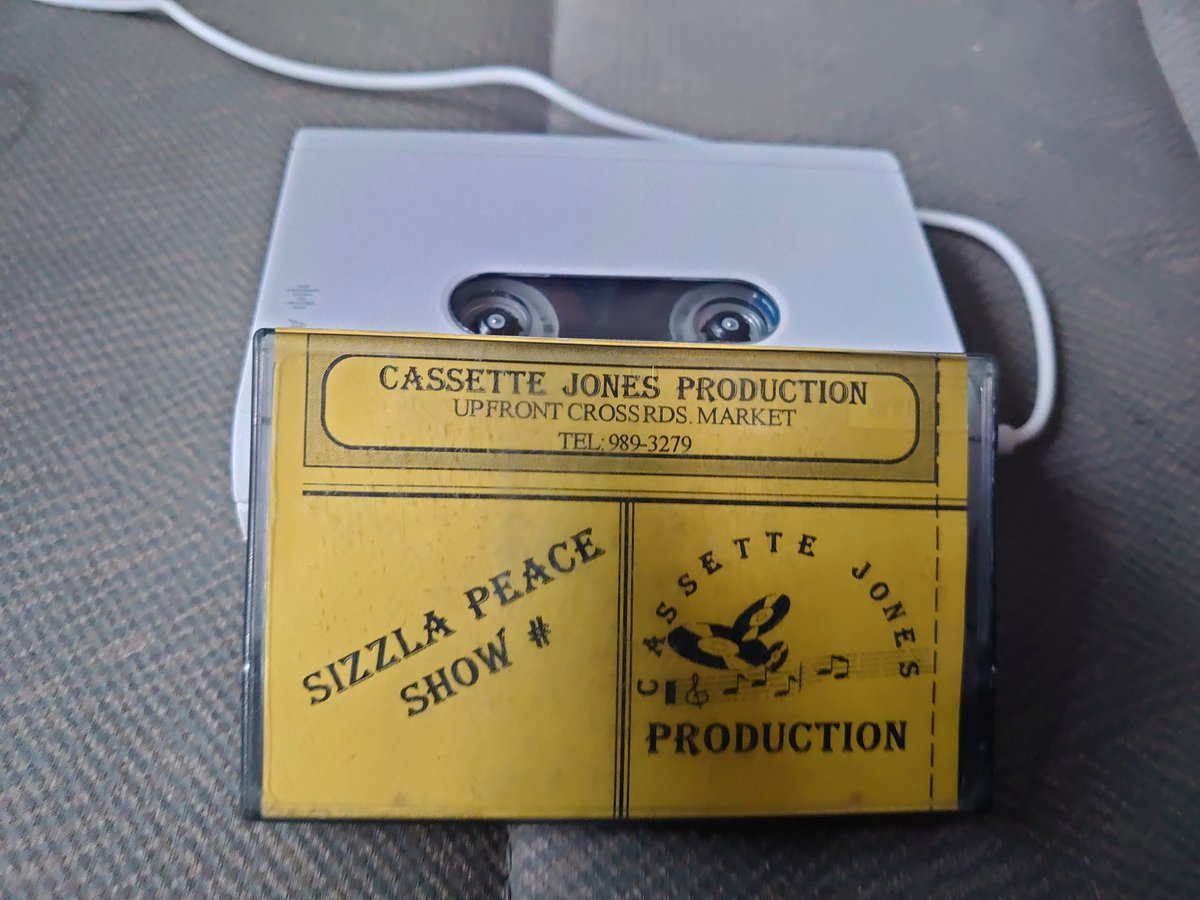 CASSETTE JONES PRODUCTION
UPFRONT CROSS RDS. MARKET
TEL: 989-3279
SIZZLA PEACE
SHOW #
CASSETTE JONES
PRODUCTION